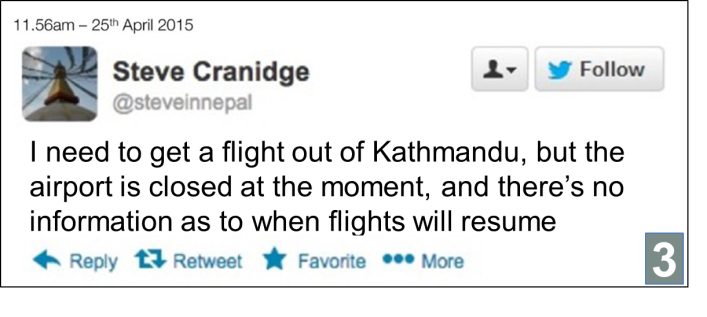 11.56am – 25th April 2015
Steve Cranidge
@steveinnepal
Follow
I need to get a flight out of Kathmandu, but the
airport is closed at the moment, and there's no
information as to when flights will resume
Reply Retweet Favorite More
3